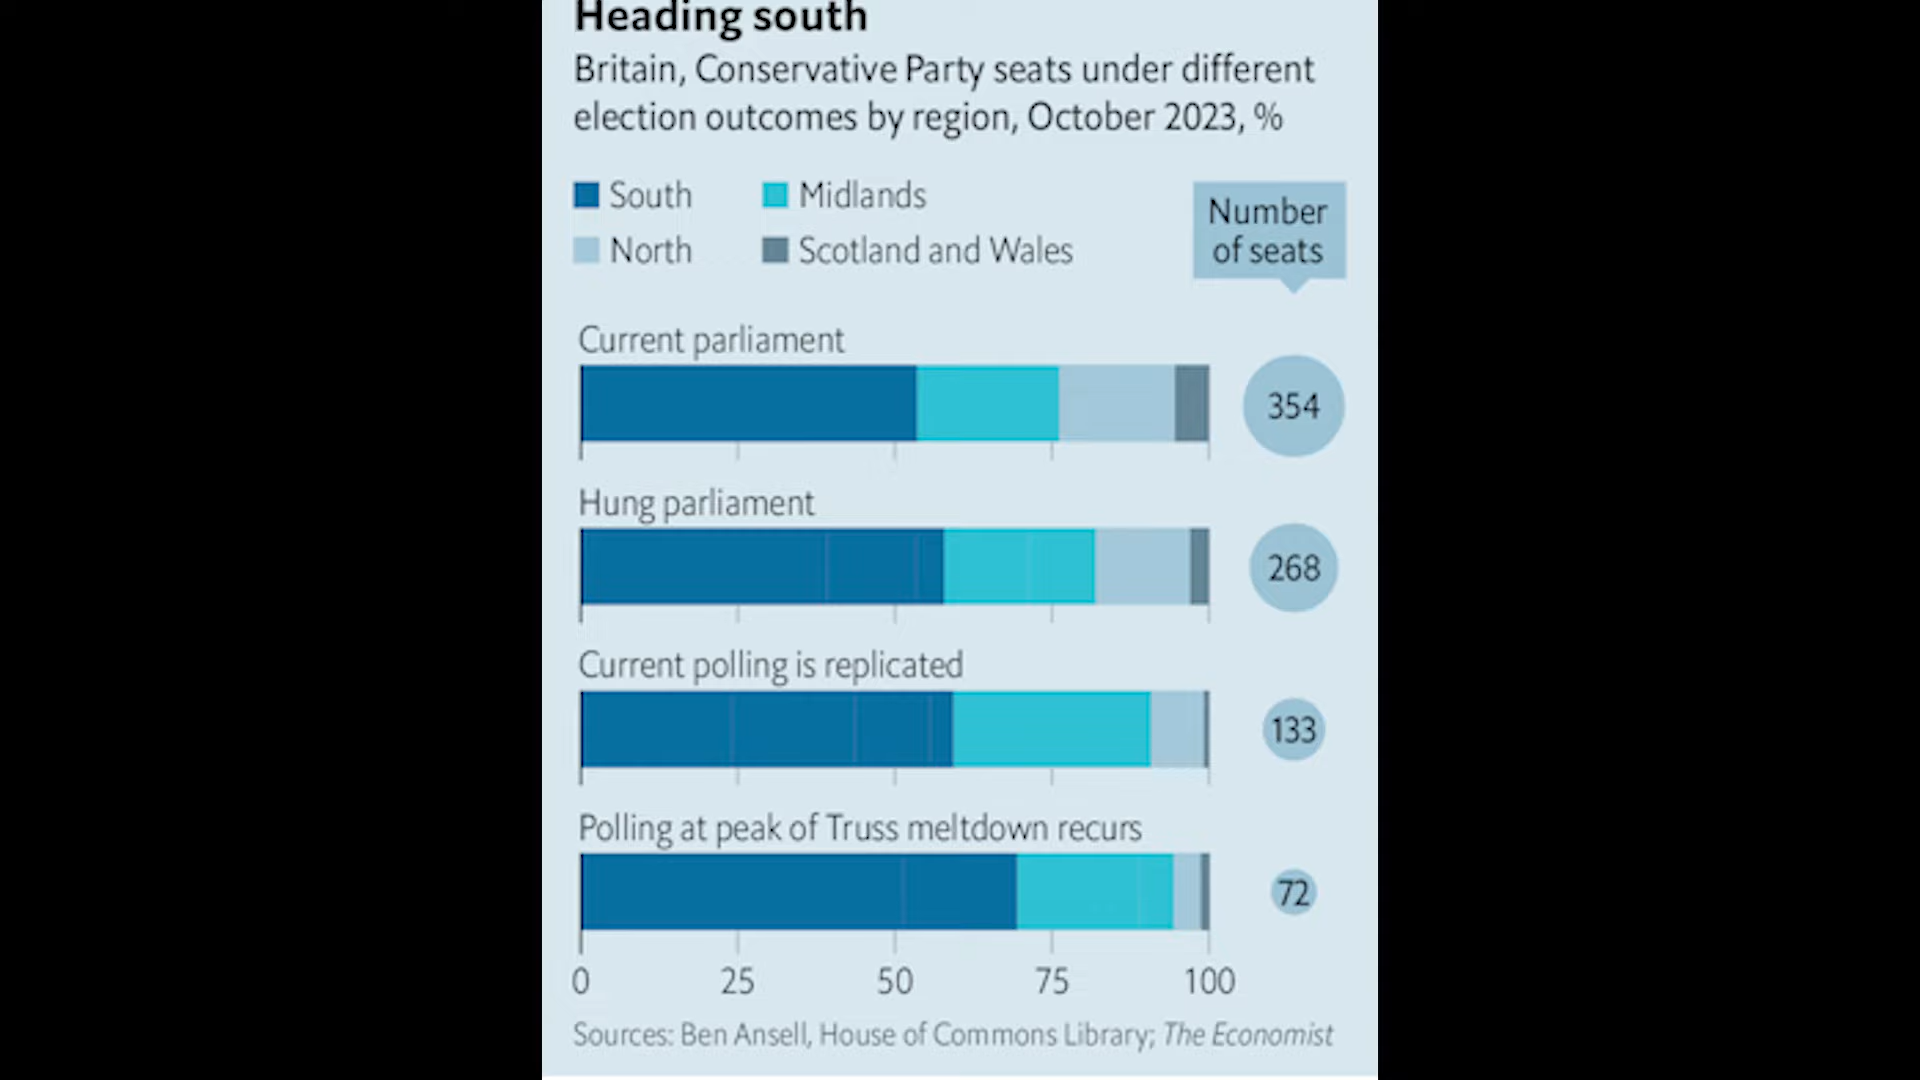 Heading south
Britain, Conservative Party seats under different
election outcomes by region, October 2023, %
South
Midlands
North
Scotland and Wales
Number
of seats
Current parliament
354
Hung parliament
268
Current polling is replicated
133
Polling at peak of Truss meltdown recurs
72
0 25 50 75 100
Sources: Ben Ansell, House of Commons Library; The Economist